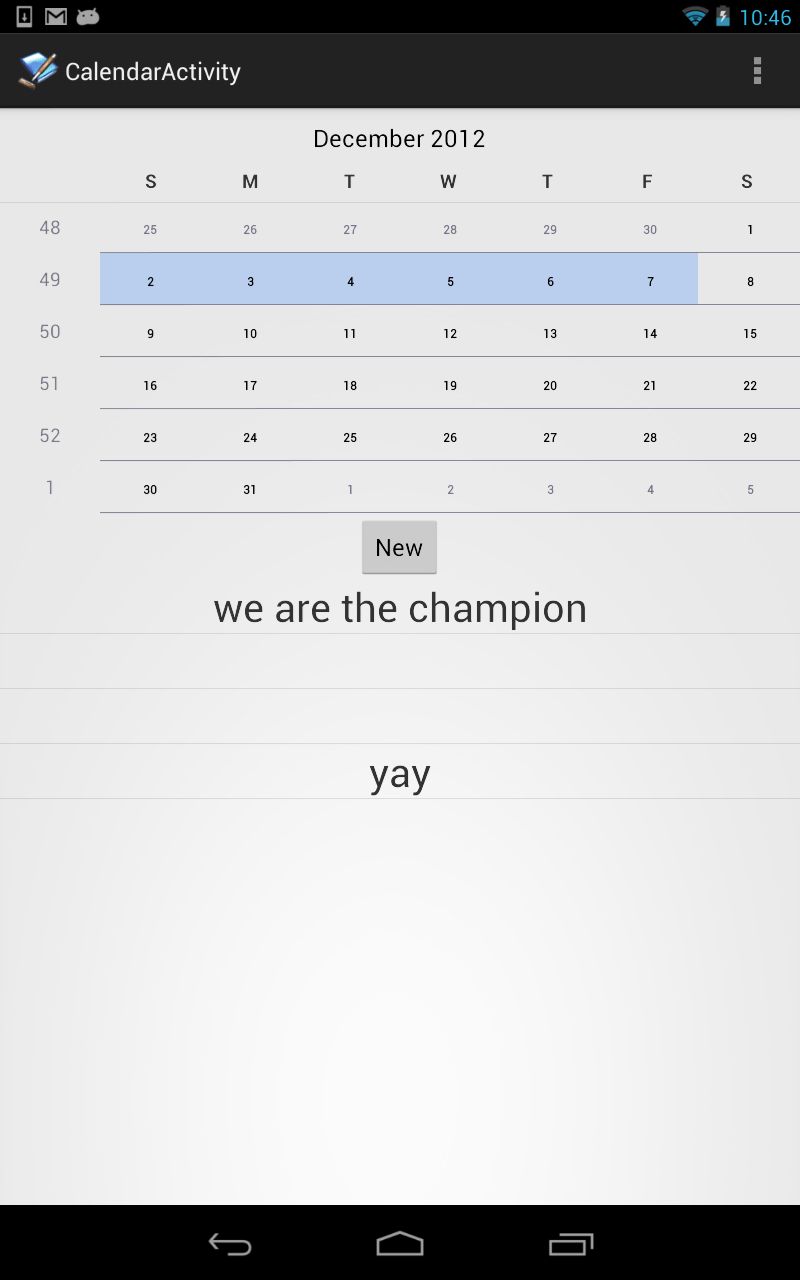 10:46
CalendarActivity
December 2012
S M T W T F S
48 25 26 27 28 29 30 1
49 2 3 4 5 6 7 8
50 9 10 11 12 13 14 15
51 16 17 18 19 20 21 22
52 23 24 25 26 27 28 29
1 30 31 1 2 3 4 5
New
we are the champion
yay